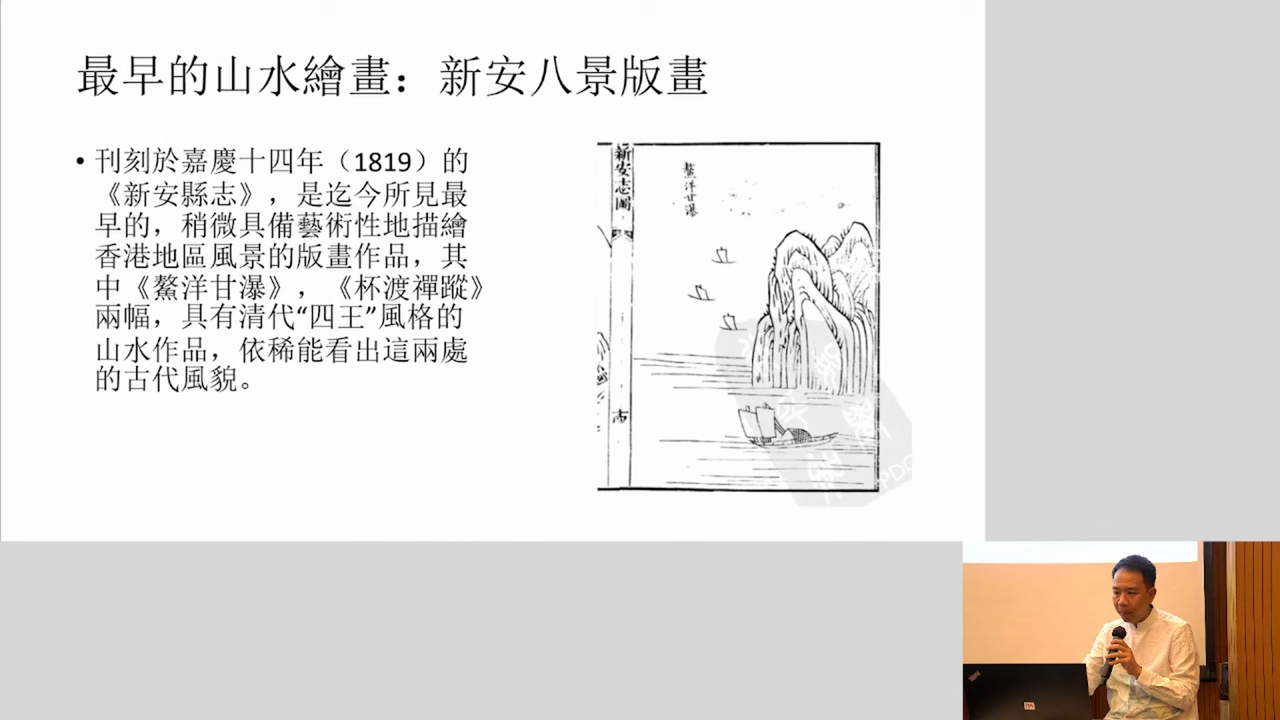 最早的山水繪畫：新安八景版畫
• 刊刻於嘉慶十四年（1819）的
《新安縣志》，是迄今所見最
早的，稍微具備藝術性地描繪
香港地區風景的版畫作品，其
中《鰲洋甘瀑》，《杯渡禪蹤》
兩幅，具有清代“四王”風格的
山水作品，依稀能看出這兩處
的古代風貌。
新安志圖
鰲洋甘瀑